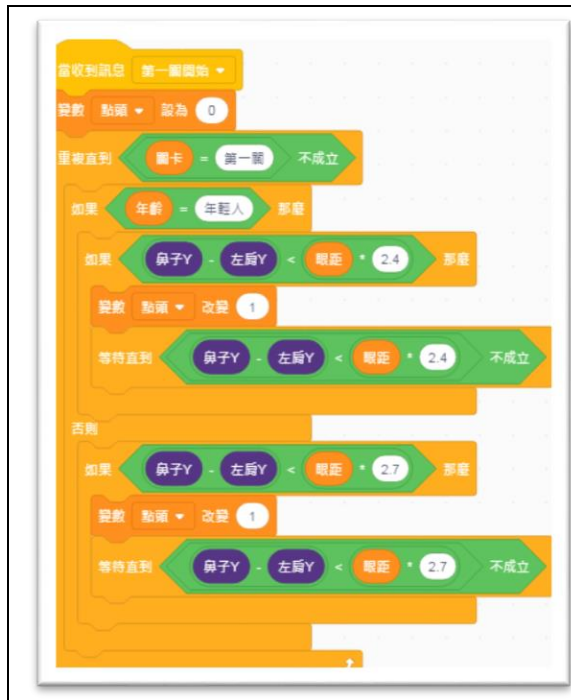 當收到訊息 第一關開始
變數 點頭 設為 0
重複直到 關卡 = 第一關 不成立
如果 年齡 = 年輕人 那麼
如果 鼻子Y - 左肩Y < 眼距 * 2.4 那麼
變數 點頭 改變 1
等待直到 鼻子Y - 左肩Y < 眼距 * 2.4 不成立
否則
如果 鼻子Y - 左肩Y < 眼距 * 2.7 那麼
變數 點頭 改變 1
等待直到 鼻子Y - 左肩Y < 眼距 * 2.7 不成立